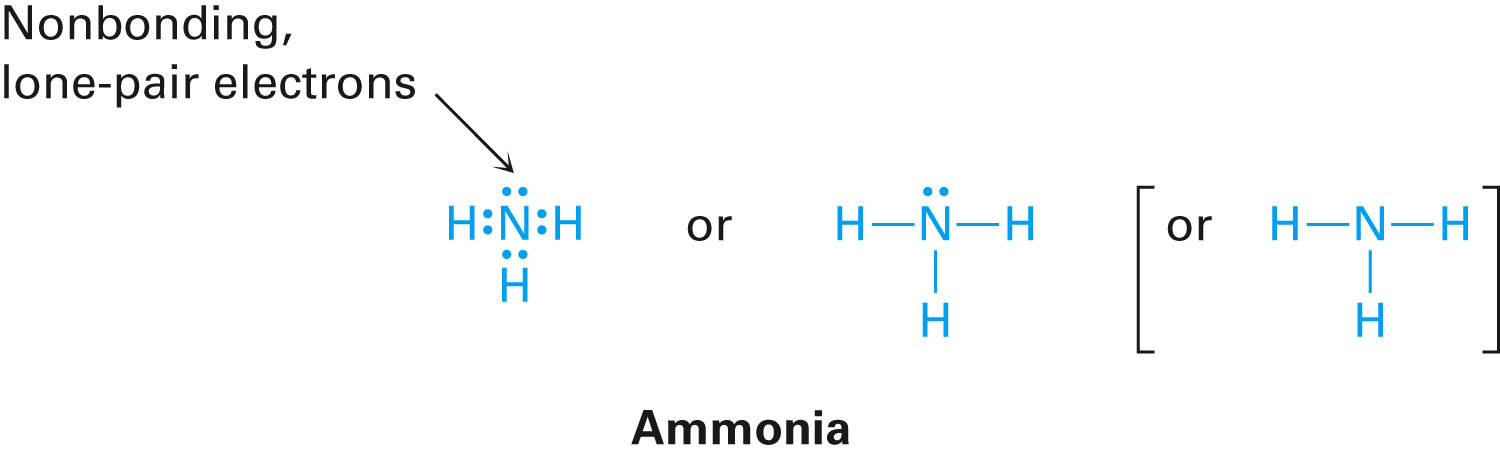 Nonbonding,
lone-pair electrons
H:N:H or H—N—H [or H—N—H]
H H H
Ammonia